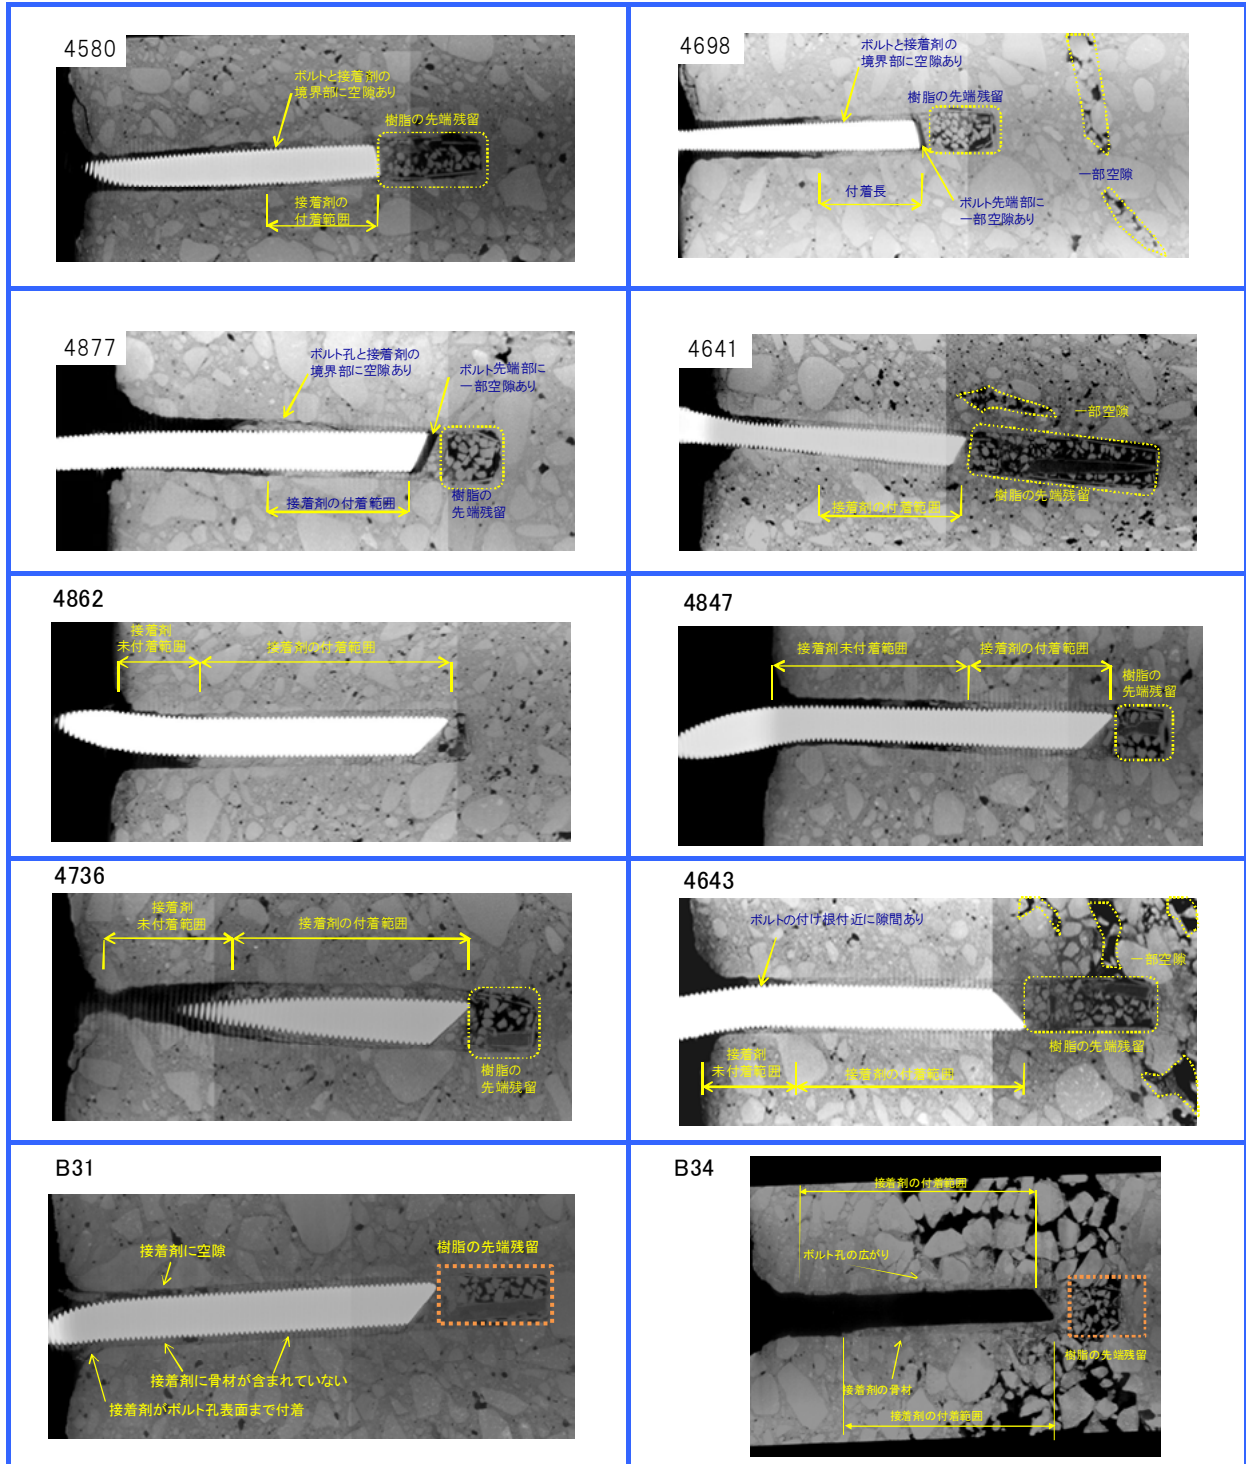 4580
ボルトと接着剤の
境界部に空隙あり
樹脂の先端残留
接着剤の
付着範囲
4698
ボルトと接着剤の
境界部に空隙あり
樹脂の先端残留
一部空隙
付着長
ボルト先端部に
一部空隙あり
4877
ボルト孔と接着剤の
境界部に空隙あり
ボルト先端部に
一部空隙あり
接着剤の付着範囲
樹脂の
先端残留
4641
一部空隙
樹脂の先端残留
接着剤の付着範囲
4862
接着剤
未付着範囲
接着剤の付着範囲
4847
接着剤未付着範囲
接着剤の付着範囲
樹脂の
先端残留
4736
接着剤
未付着範囲
接着剤の付着範囲
樹脂の
先端残留
4643
ボルトの付け根付近に隙間あり
一部空隙
樹脂の先端残留
接着剤
未付着範囲
接着剤の付着範囲
B31
接着剤に空隙
樹脂の先端残留
接着剤に骨材が含まれていない
接着剤がボルト孔表面まで付着
B34
接着剤の付着範囲
ボルト孔の広がり
樹脂の先端残留
接着剤の骨材
接着剤の付着範囲